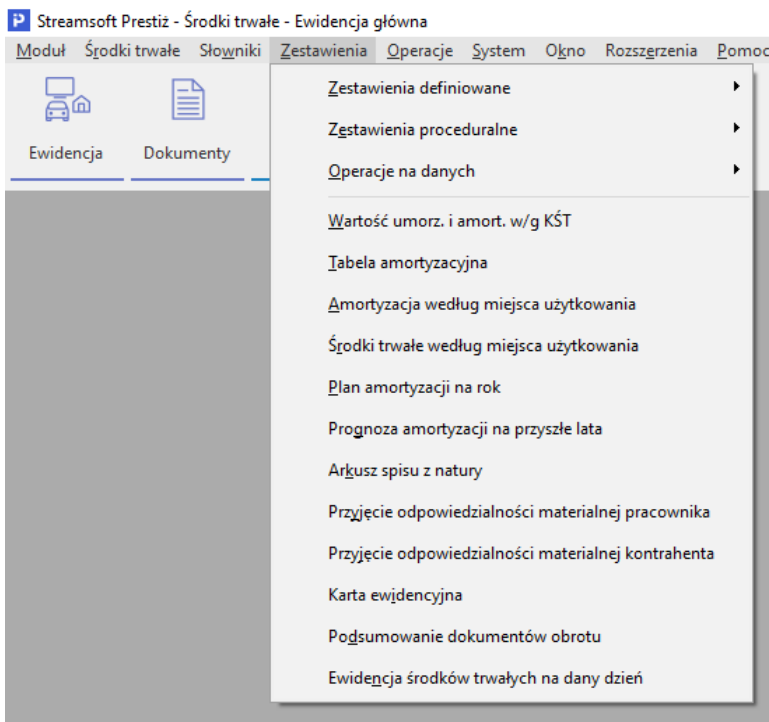 Streamsoft Prestiż - Środki trwałe - Ewidencja główna
Moduł Środki trwałe Słowniki Zestawienia Operacje System Okno Rozszerzenia Pomoc
Ewidencja Dokumenty
Zestawienia definiowane
Zestawienia proceduralne
Operacje na danych
Wartość umorz. i amort. w/g KŚT
Tabela amortyzacyjna
Amortyzacja według miejsca użytkowania
Środki trwałe według miejsca użytkowania
Plan amortyzacji na rok
Prognoza amortyzacji na przyszłe lata
Arkusz spisu z natury
Przyjęcie odpowiedzialności materialnej pracownika
Przyjęcie odpowiedzialności materialnej kontrahenta
Karta ewidencyjna
Podsumowanie dokumentów obrotu
Ewidencja środków trwałych na dany dzień